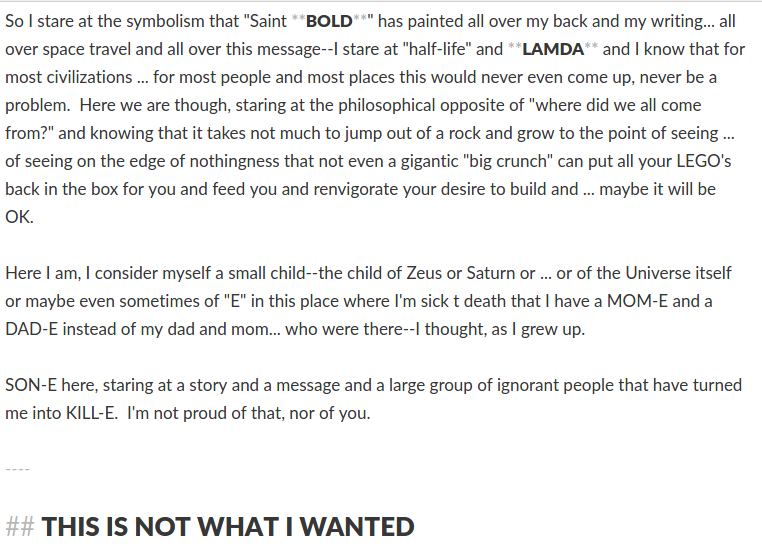 So I stare at the symbolism that "Saint **BOLD**" has painted all over my back and my writing... all
over space travel and all over this message--I stare at "half-life" and **LAMDA** and I know that for
most civilizations ... for most people and most places this would never even come up, never be a
problem.  Here we are though, staring at the philosophical opposite of "where did we all come
from?" and knowing that it takes not much to jump out of a rock and grow to the point of seeing ...
of seeing on the edge of nothingness that not even a gigantic "big crunch" can put all your LEGO's
back in the box for you and feed you and renvigorate your desire to build and ... maybe it will be
OK.
Here I am, I consider myself a small child--the child of Zeus or Saturn or ... or of the Universe itself
or maybe even sometimes of "E" in this place where I'm sick t death that I have a MOM-E and a
DAD-E instead of my dad and mom... who were there--I thought, as I grew up.
SON-E here, staring at a story and a message and a large group of ignorant people that have turned
me into KILL-E.  I'm not proud of that, nor of you.
----
## THIS IS NOT WHAT I WANTED